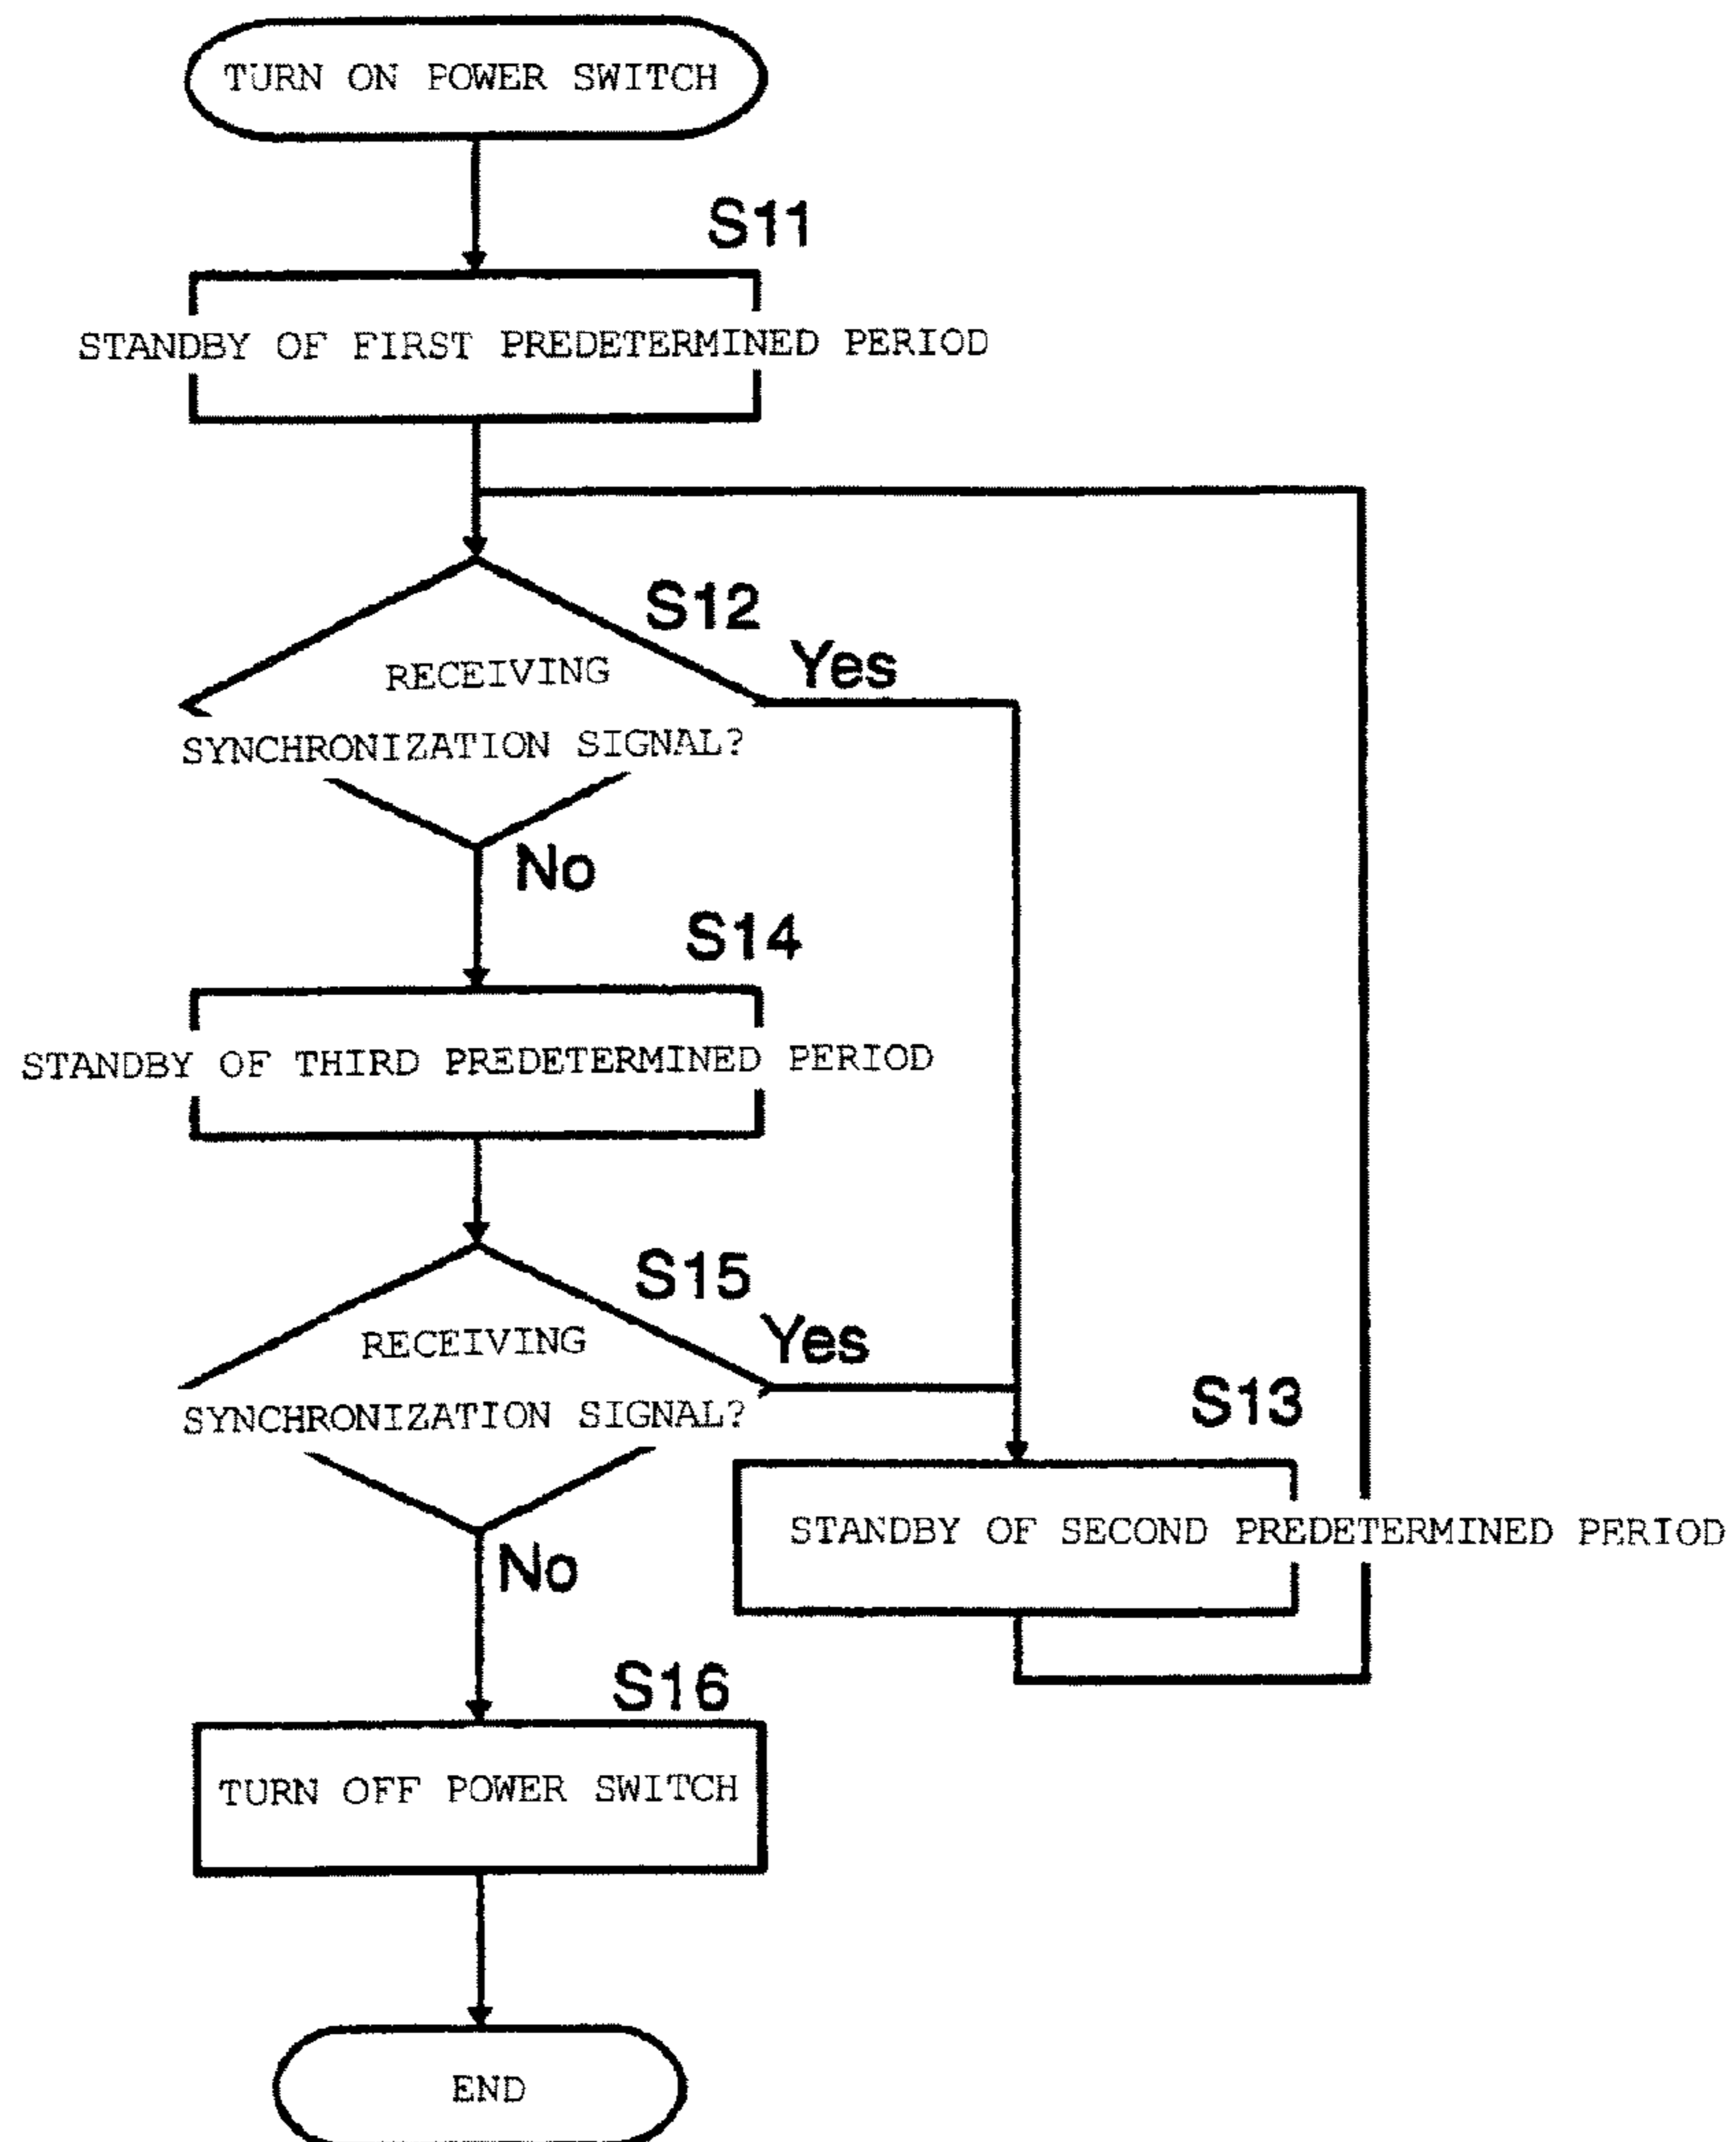 TURN ON POWER SWITCH
S11
STANDBY OF FIRST PREDETERMINED PERIOD
S12
RECEIVING
SYNCHRONIZATION SIGNAL?
Yes
No
S14
STANDBY OF THIRD PREDETERMINED PERIOD
S15
RECEIVING
SYNCHRONIZATION SIGNAL?
Yes
S13
STANDBY OF SECOND PREDETERMINED PERIOD
No
S16
TURN OFF POWER SWITCH
END